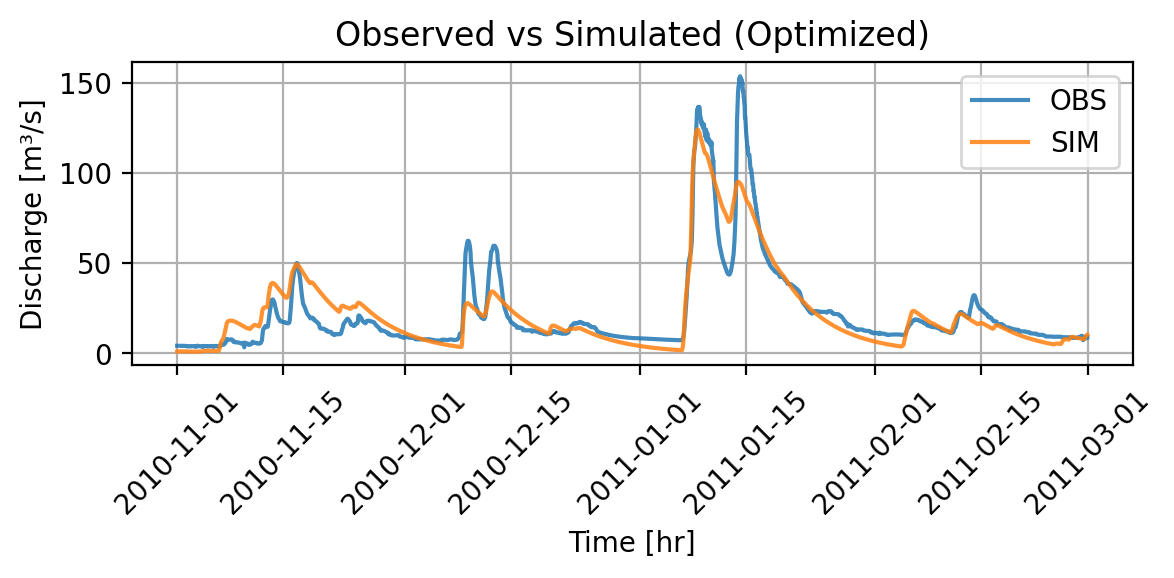 Observed vs Simulated (Optimized)
Discharge [m³/s]
150
100
50
0
OBS
SIM
2010-11-01
2010-11-15
2010-12-01
2010-12-15
2011-01-01
2011-01-15
2011-02-01
2011-02-15
2011-03-01
Time [hr]